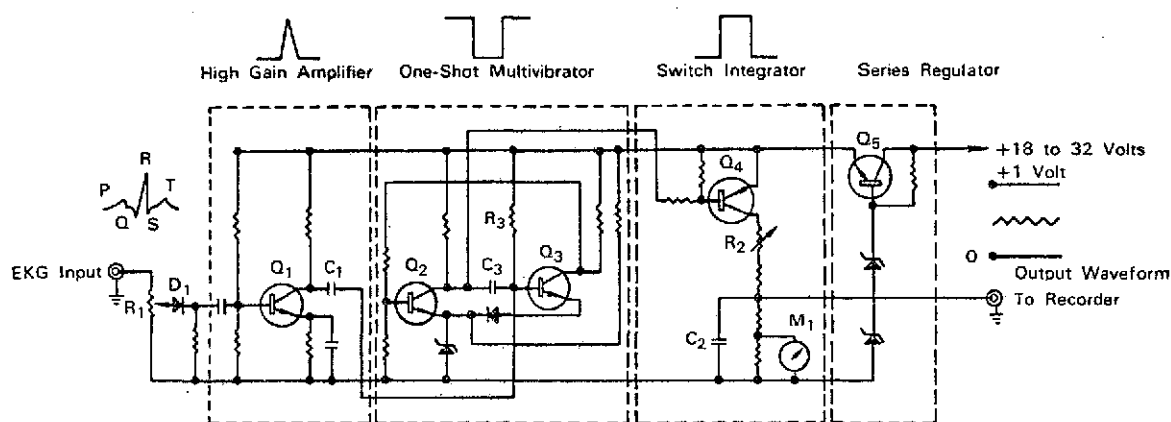 High Gain Amplifier
One-Shot Multivibrator
Switch Integrator
Series Regulator
R
P
T
Q
S
EKG Input
R1
D1
Q1
C1
Q2
R3
C3
Q3
Q4
R2
C2
M1
Q5
+18 to 32 Volts
+1 Volt
0
Output Waveform
To Recorder